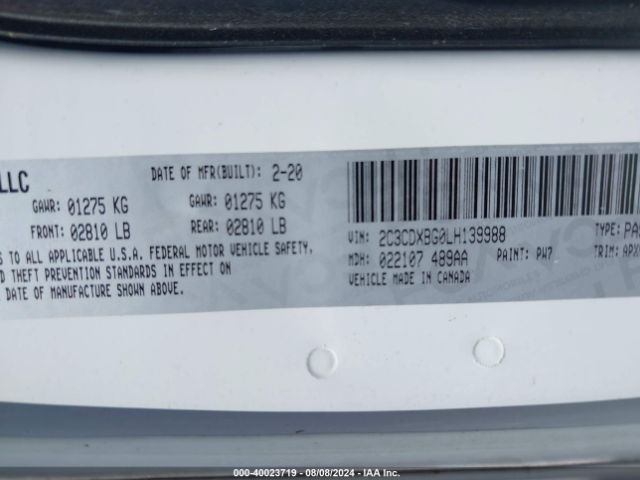 LLC
DATE OF MFR(BUILT): 2-20
GAWR: 01275 KG GAWR: 01275 KG
FRONT: 02810 LB REAR: 02810 LB
S TO ALL APPLICABLE U.S.A. FEDERAL MOTOR VEHICLE SAFETY,
D THEFT PREVENTION STANDARDS IN EFFECT ON
DATE OF MANUFACTURE SHOWN ABOVE.
VIN: 2C3CDXBG0LH139988 TYPE: PAS
MDH: 022107 489AA PAINT: PW7 TRIM: APX
VEHICLE MADE IN CANADA
000-40023719 - 08/08/2024 - IAA Inc.